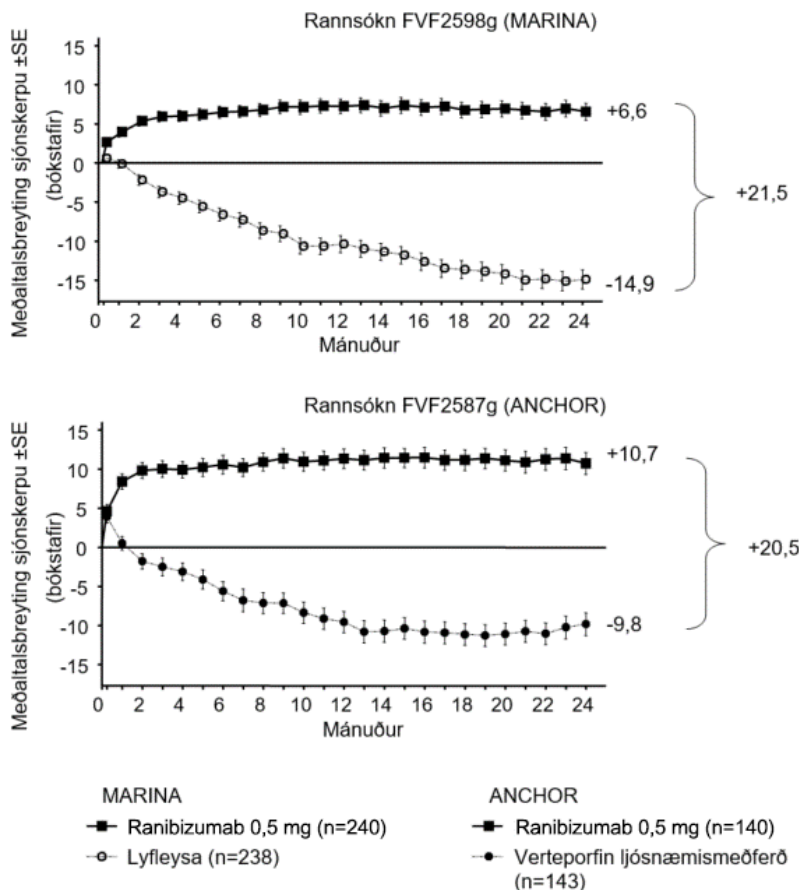 Rannsókn FVF2598g (MARINA)
Meðaltalsbreyting sjónskerpu ±SE
(bókstafir)
15
10
5
0
-5
-10
-15
+6,6
+21,5
-14,9
0 2 4 6 8 10 12 14 16 18 20 22 24
Mánuður
Rannsókn FVF2587g (ANCHOR)
Meðaltalsbreyting sjónskerpu ±SE
(bókstafir)
15
10
5
0
-5
-10
-15
+10,7
+20,5
-9,8
0 2 4 6 8 10 12 14 16 18 20 22 24
Mánuður
MARINA
Ranibizumab 0,5 mg (n=240)
Lyfleysa (n=238)
ANCHOR
Ranibizumab 0,5 mg (n=140)
Verteporfin ljósnæmismeðferð
(n=143)